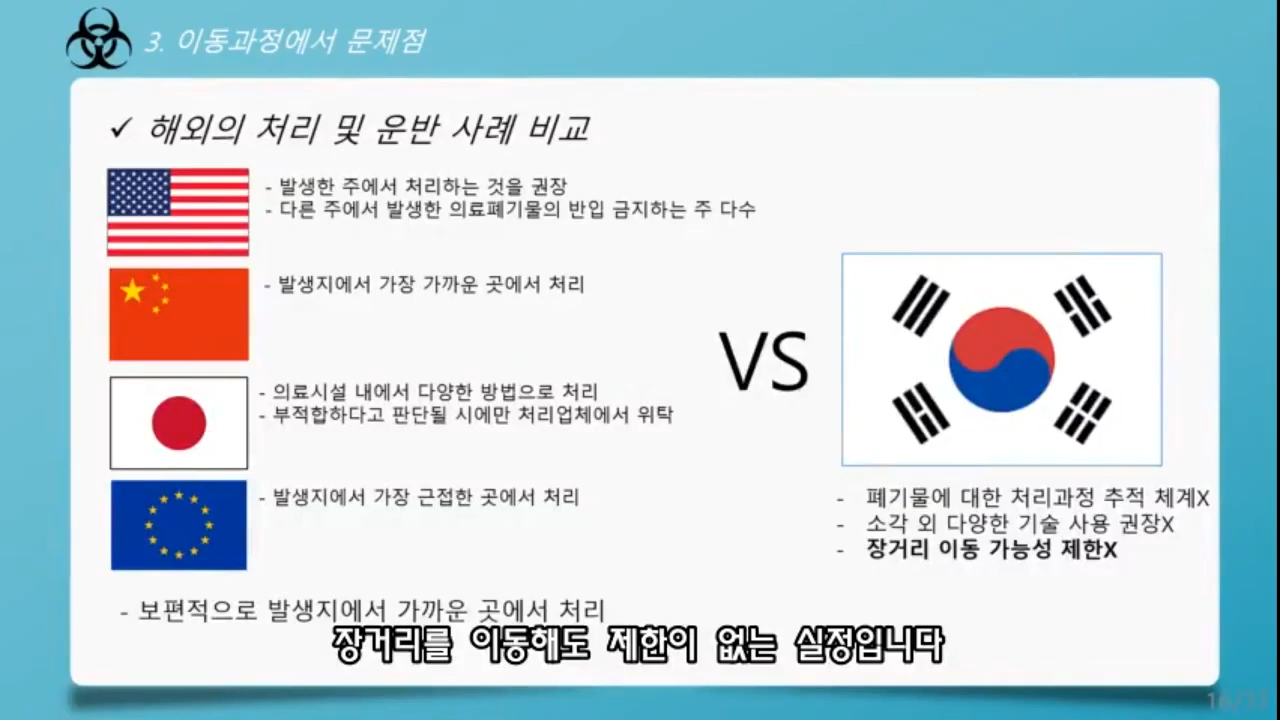 3. 이동과정에서 문제점
✓ 해외의 처리 및 운반 사례 비교
- 발생한 주에서 처리하는 것을 권장
- 다른 주에서 발생한 의료폐기물의 반입 금지하는 주 다수
- 발생지에서 가장 가까운 곳에서 처리
- 의료시설 내에서 다양한 방법으로 처리
- 부적합하다고 판단될 시에만 처리업체에서 위탁
- 발생지에서 가장 근접한 곳에서 처리
VS
- 폐기물에 대한 처리과정 추적 체계X
- 소각 외 다양한 기술 사용 권장X
- 장거리 이동 가능성 제한X
- 보편적으로 발생지에서 가까운 곳에서 처리
장거리를 이동해도 제한이 없는 실정입니다